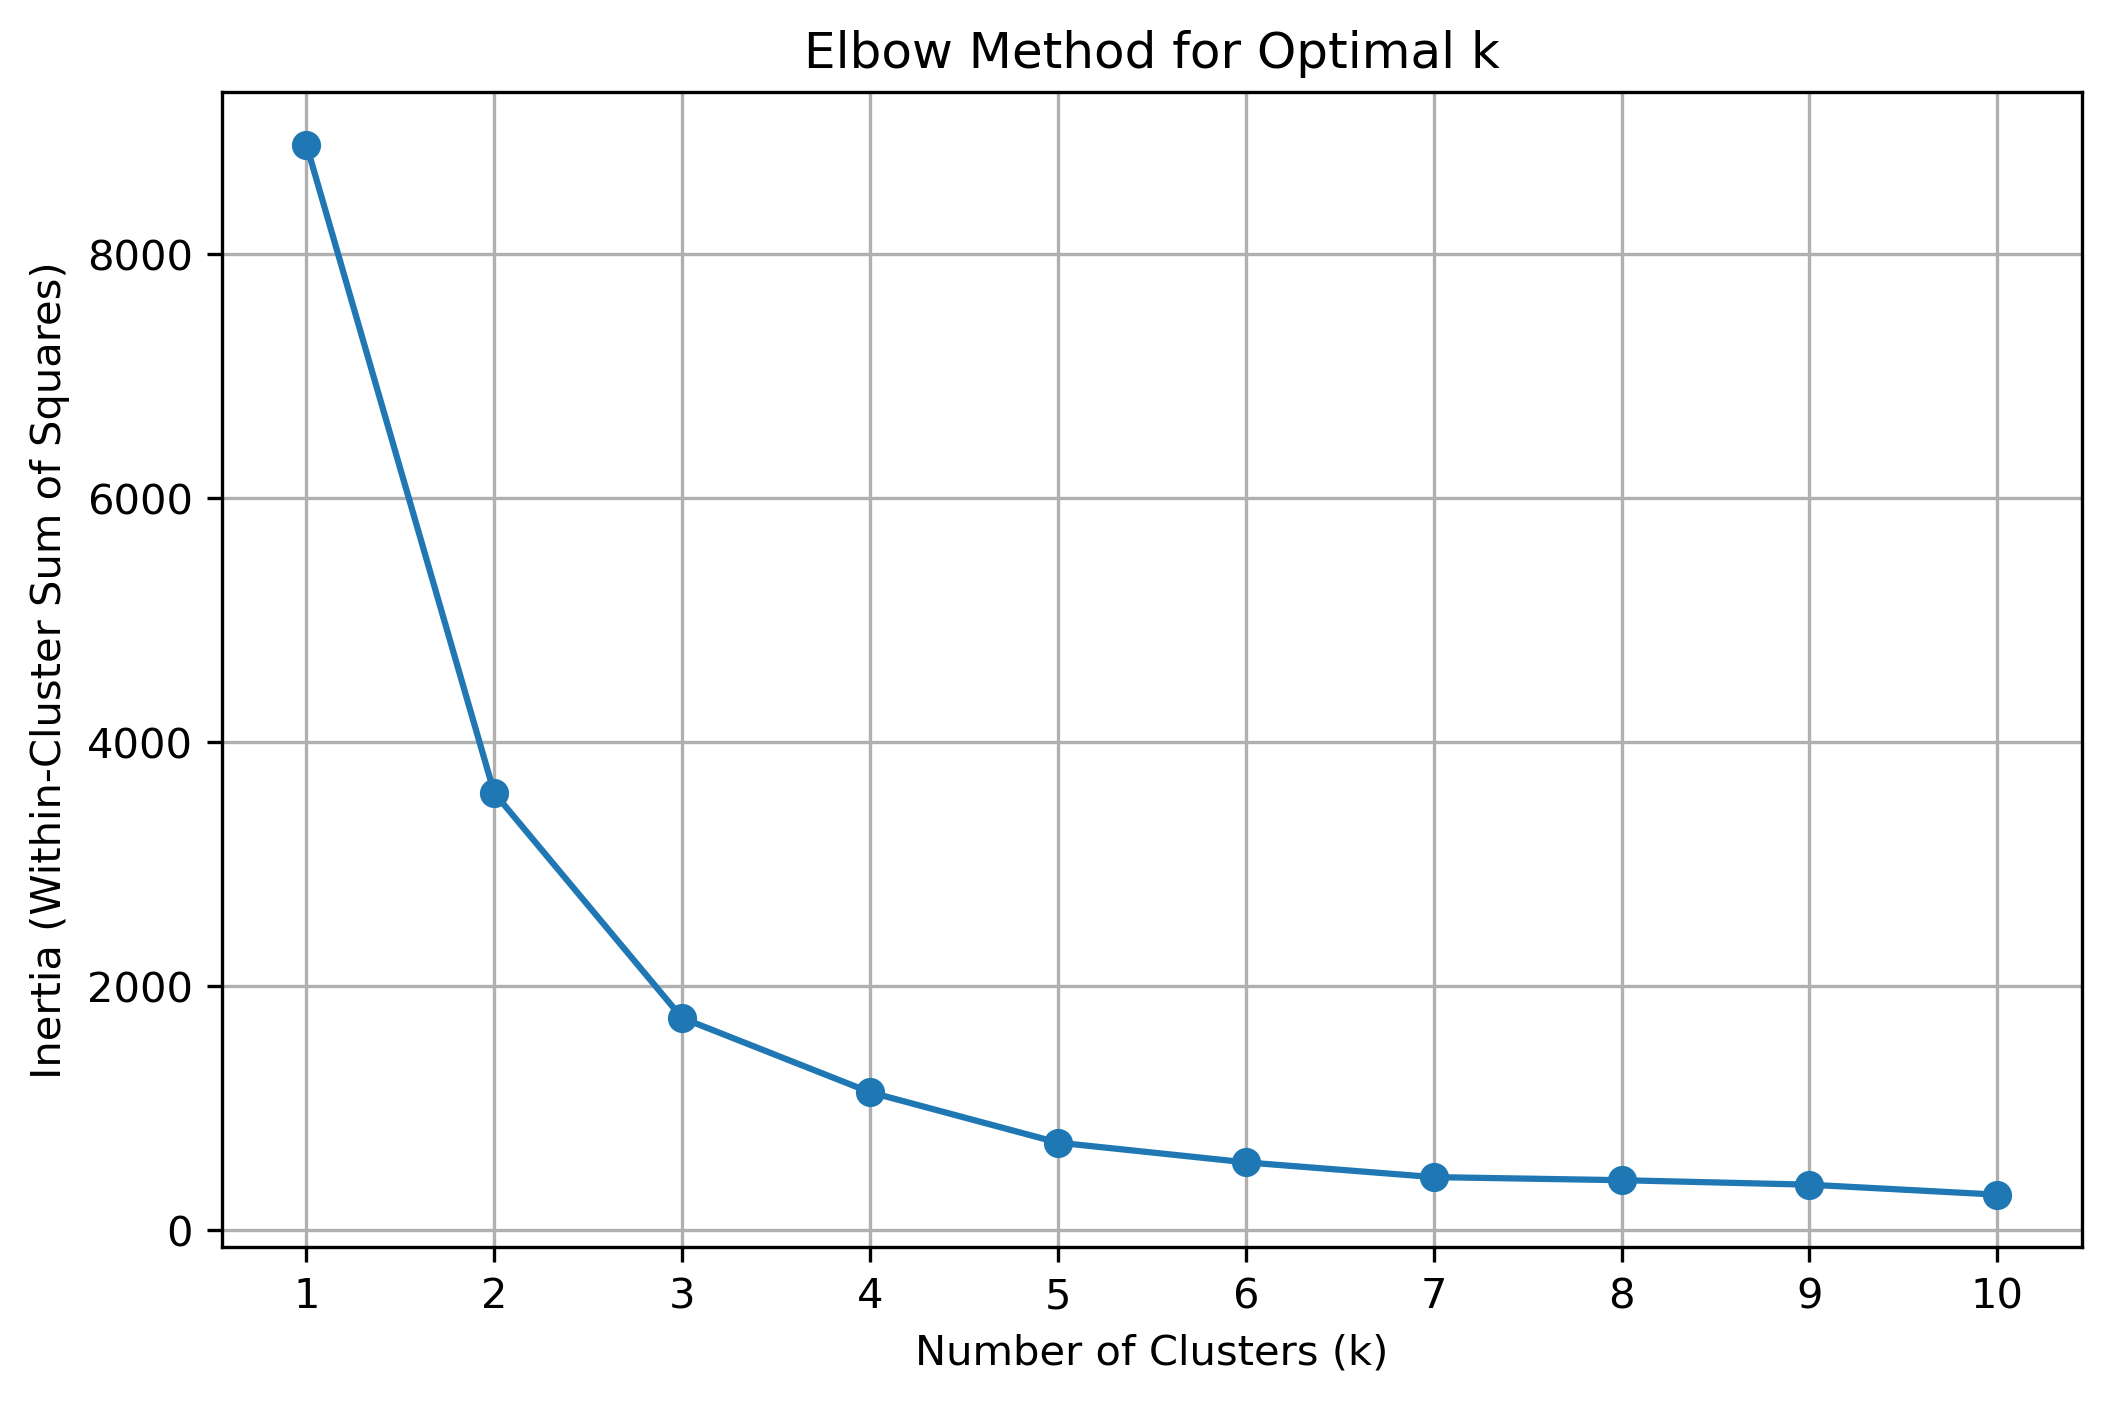 Elbow Method for Optimal k
Inertia (Within-Cluster Sum of Squares)
8000
6000
4000
2000
0
1 2 3 4 5 6 7 8 9 10
Number of Clusters (k)